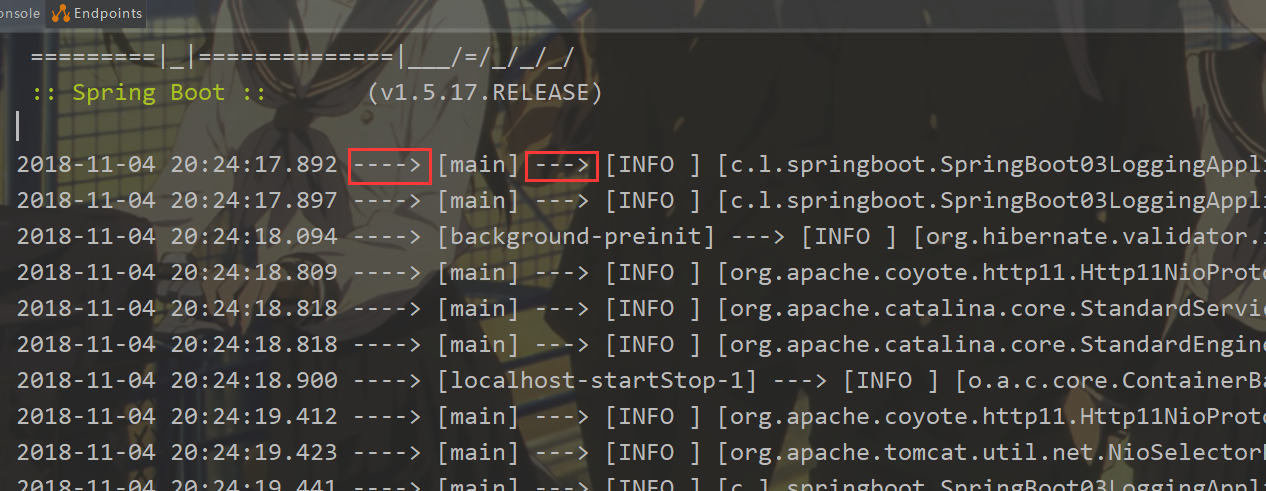 onsole Endpoints
=========|_|==============|___/=/_/_/_/
:: Spring Boot :: (v1.5.17.RELEASE)
2018-11-04 20:24:17.892 ----> [main] ---> [INFO ] [c.l.springboot.SpringBoot03LoggingAppli
2018-11-04 20:24:17.897 ----> [main] ---> [INFO ] [c.l.springboot.SpringBoot03LoggingAppli
2018-11-04 20:24:18.094 ----> [background-preinit] ---> [INFO ] [org.hibernate.validator.i
2018-11-04 20:24:18.809 ----> [main] ---> [INFO ] [org.apache.coyote.http11.Http11NioProto
2018-11-04 20:24:18.818 ----> [main] ---> [INFO ] [org.apache.catalina.core.StandardServic
2018-11-04 20:24:18.818 ----> [main] ---> [INFO ] [org.apache.catalina.core.StandardEngine
2018-11-04 20:24:18.900 ----> [localhost-startStop-1] ---> [INFO ] [o.a.c.core.ContainerBa
2018-11-04 20:24:19.412 ----> [main] ---> [INFO ] [org.apache.coyote.http11.Http11NioProto
2018-11-04 20:24:19.423 ----> [main] ---> [INFO ] [org.apache.tomcat.util.net.NioSelectorP
2018-11-04 20:24:19.441 ----> [main] ---> [INFO ] [c.l.springboot.SpringBoot03LoggingAppli